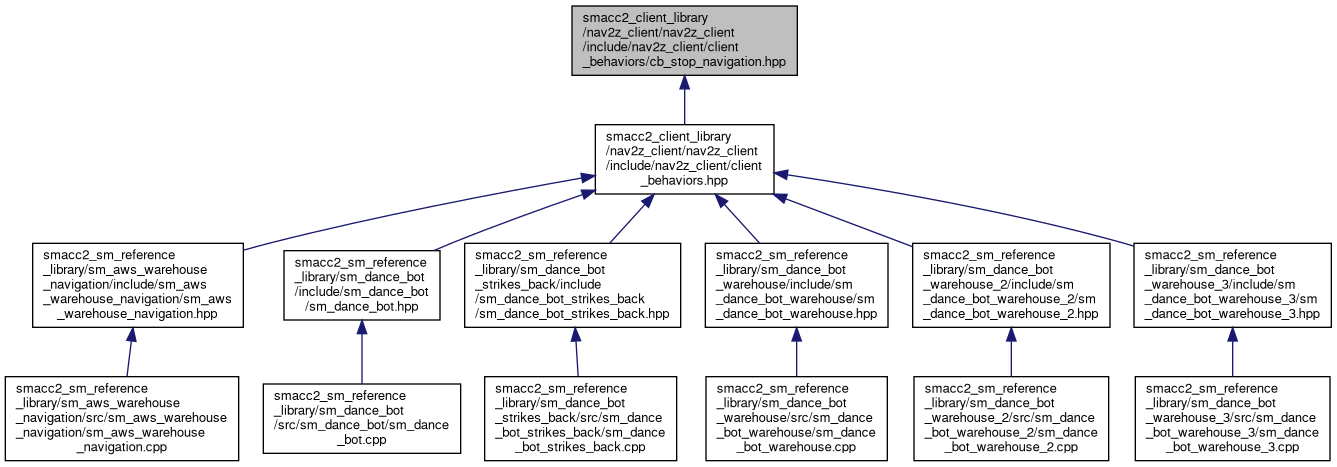 smacc2_client_library
/nav2z_client/nav2z_client
/include/nav2z_client/client
_behaviors/cb_stop_navigation.hpp
smacc2_client_library
/nav2z_client/nav2z_client
/include/nav2z_client/client
_behaviors.hpp
smacc2_sm_reference
_library/sm_aws_warehouse
_navigation/include/sm_aws
_warehouse_navigation/sm_aws
_warehouse_navigation.hpp
smacc2_sm_reference
_library/sm_dance_bot
/include/sm_dance_bot
/sm_dance_bot.hpp
smacc2_sm_reference
_library/sm_dance_bot
_strikes_back/include
/sm_dance_bot_strikes_back
/sm_dance_bot_strikes_back.hpp
smacc2_sm_reference
_library/sm_dance_bot
_warehouse/include/sm
_dance_bot_warehouse/sm
_dance_bot_warehouse.hpp
smacc2_sm_reference
_library/sm_dance_bot
_warehouse_2/include/sm
_dance_bot_warehouse_2/sm
_dance_bot_warehouse_2.hpp
smacc2_sm_reference
_library/sm_dance_bot
_warehouse_3/include/sm
_dance_bot_warehouse_3/sm
_dance_bot_warehouse_3.hpp
smacc2_sm_reference
_library/sm_aws_warehouse
_navigation/src/sm_aws_warehouse
_navigation/sm_aws_warehouse
_navigation.cpp
smacc2_sm_reference
_library/sm_dance_bot
/src/sm_dance_bot/sm_dance
_bot.cpp
smacc2_sm_reference
_library/sm_dance_bot
_strikes_back/src/sm_dance
_bot_strikes_back/sm_dance
_bot_strikes_back.cpp
smacc2_sm_reference
_library/sm_dance_bot
_warehouse/src/sm_dance
_bot_warehouse/sm_dance
_bot_warehouse.cpp
smacc2_sm_reference
_library/sm_dance_bot
_warehouse_2/src/sm_dance
_bot_warehouse_2/sm_dance
_bot_warehouse_2.cpp
smacc2_sm_reference
_library/sm_dance_bot
_warehouse_3/src/sm_dance
_bot_warehouse_3/sm_dance
_bot_warehouse_3.cpp